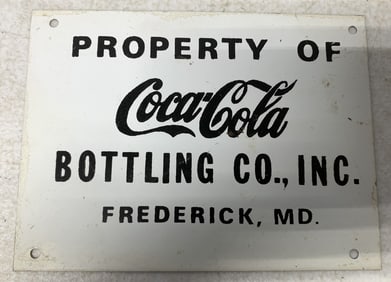 PROPERTY OF
Coca-Cola
BOTTLING CO., INC.
FREDERICK, MD.